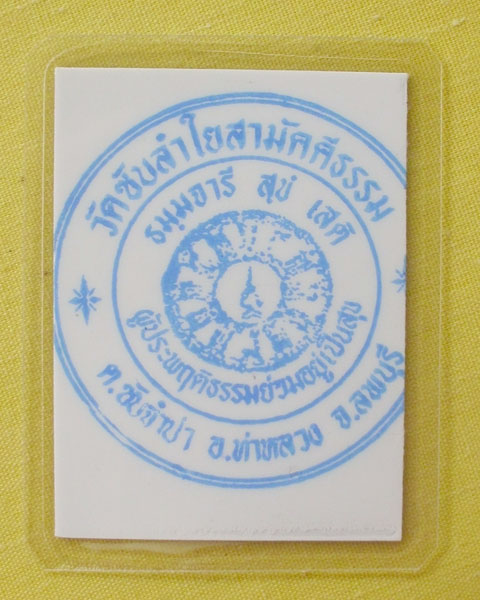 วัดซับลำใยสามัคคีธรรม
ธมฺมจารี สุขํ เสติ
ผู้ประพฤติธรรมย่อมอยู่เป็นสุข
ต.ซับจำปา อ.ท่าหลวง จ.ลพบุรี